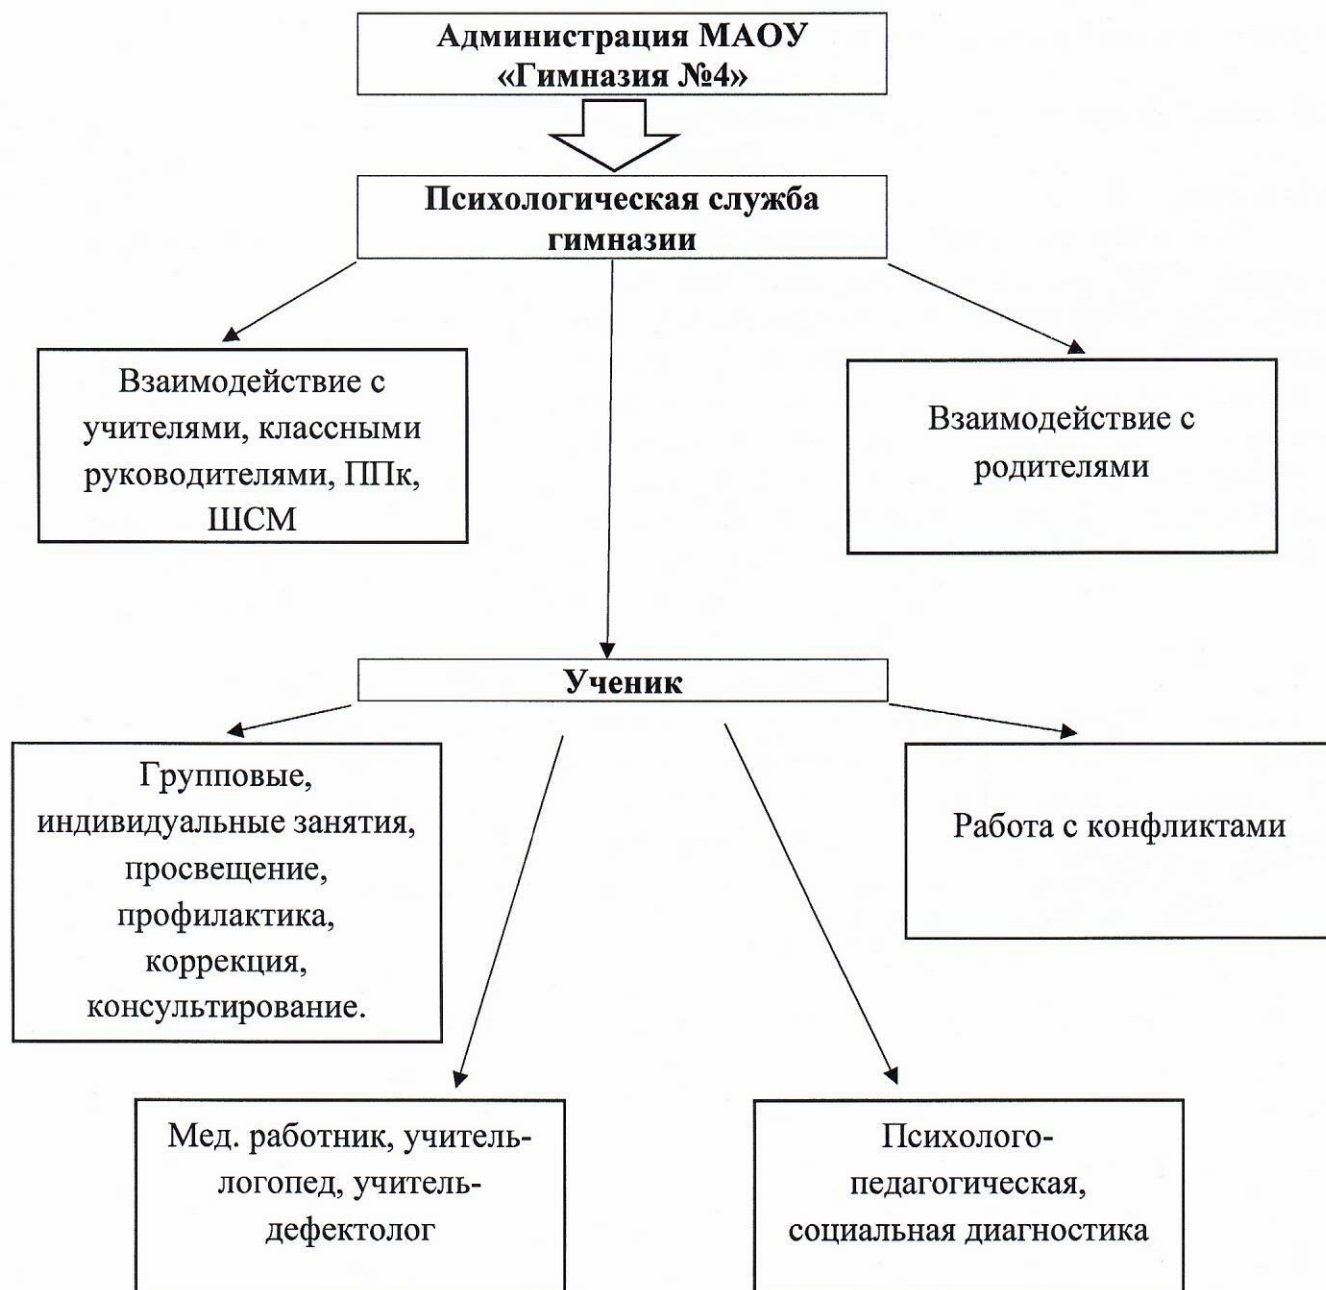 Администрация МАОУ
«Гимназия №4»
Психологическая служба
гимназии
Взаимодействие с
учителями, классными
руководителями, ППк,
ШСМ
Взаимодействие с
родителями
Ученик
Групповые,
индивидуальные занятия,
просвещение,
профилактика,
коррекция,
консультирование.
Работа с конфликтами
Мед. работник, учитель-
логопед, учитель-
дефектолог
Психолого-
педагогическая,
социальная диагностика